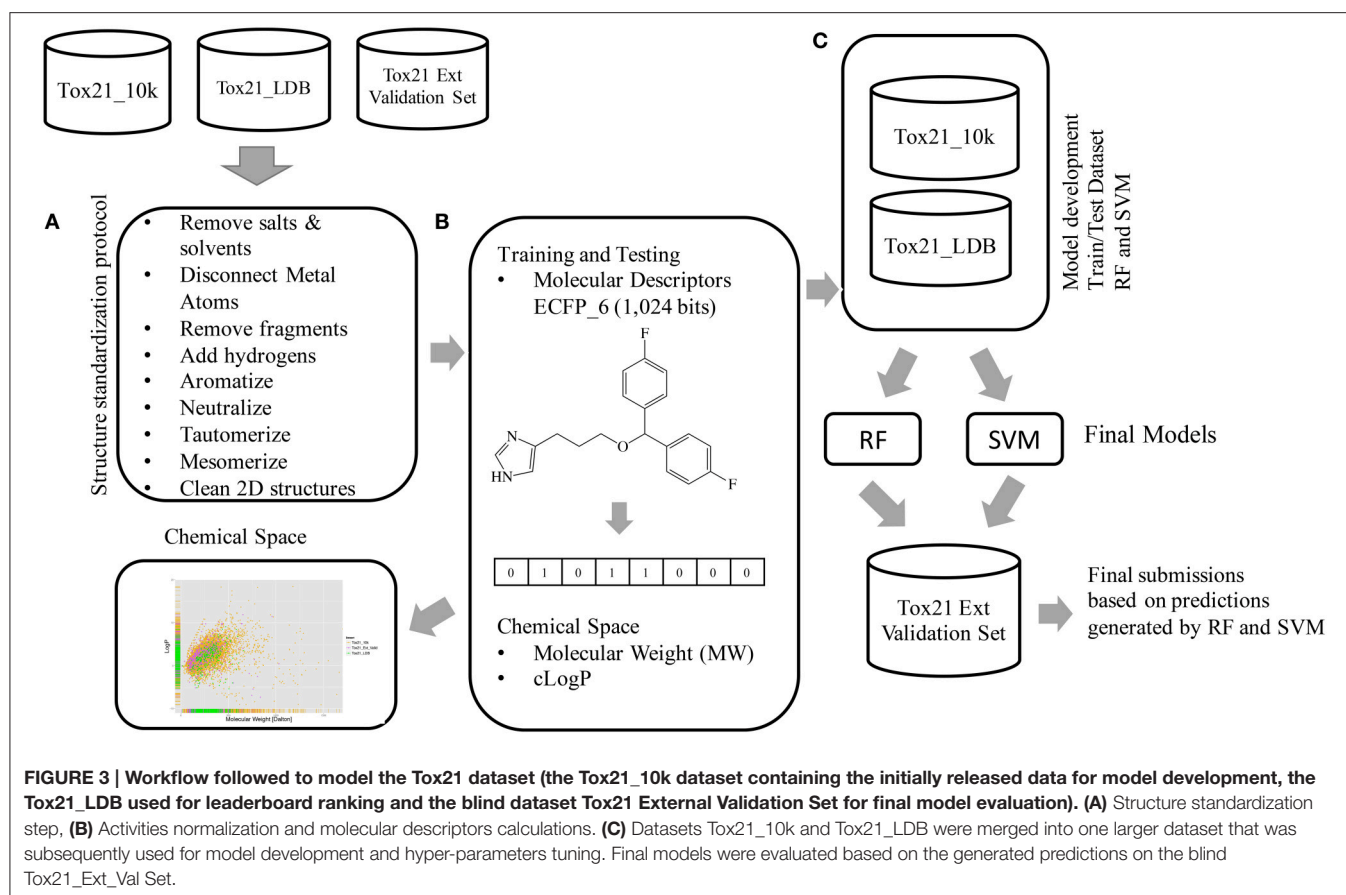 Tox21_10k
Tox21_LDB
Tox21 Ext
Validation Set
A
Structure standardization protocol
• Remove salts &
solvents
• Disconnect Metal
Atoms
• Remove fragments
• Add hydrogens
• Aromatize
• Neutralize
• Tautomerize
• Mesomerize
• Clean 2D structures
Chemical Space
LogP
Molecular Weight [Dalton]
Tox21_10k
Tox21_Ext_Valid
Tox21_LDB
B
Training and Testing
• Molecular Descriptors
ECFP_6 (1,024 bits)
F
N
HN
O
F
0 1 0 1 1 0 0 0
Chemical Space
• Molecular Weight (MW)
• cLogP
C
Tox21_10k
Tox21_LDB
Model development
Train/Test Dataset
RF and SVM
RF
SVM
Final Models
Tox21 Ext
Validation Set
Final submissions
based on predictions
generated by RF and SVM
FIGURE 3 | Workflow followed to model the Tox21 dataset (the Tox21_10k dataset containing the initially released data for model development, the
Tox21_LDB used for leaderboard ranking and the blind dataset Tox21 External Validation Set for final model evaluation). (A) Structure standardization
step, (B) Activities normalization and molecular descriptors calculations. (C) Datasets Tox21_10k and Tox21_LDB were merged into one larger dataset that was
subsequently used for model development and hyper-parameters tuning. Final models were evaluated based on the generated predictions on the blind
Tox21_Ext_Val Set.